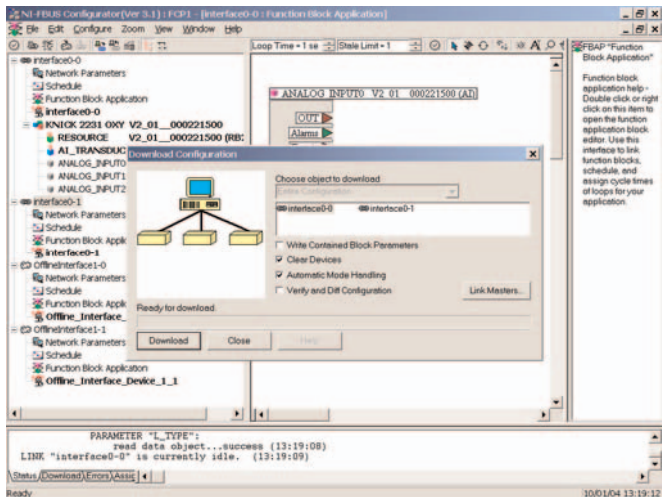 NI-FBUS Configurator(Ver 3.1) : FCP1 - [interface0-0 : Function Block Application]
File Edit Configure Zoom View Window Help
Loop Time = 1 se Stale Limit = 1
interface0-0
Network Parameters
Schedule
Function Block Application
interface0-0
KNICK 2231 OXY V2_01__000221500
RESOURCE V2_01__000221500 (RB:
AI_TRANSDUC
ANALOG_INPUT0
ANALOG_INPUT1
ANALOG_INPUT2
interface0-1
Network Parameters
Schedule
Function Block Appli
interface0-1
OfflineInterface1-0
Network Parameters
Schedule
Function Block Appli
Offline_Interface_
OfflineInterface1-1
Network Parameters
Schedule
Function Block Application
Offline_Interface_Device_1_1
ANALOG INPUT0 V2 01 000221500 (AI)
OUT
Alarms
Download Configuration
Choose object to download
Entire Configuration
interface0-0 interface0-1
Write Contained Block Parameters
Clear Devices
Automatic Mode Handling
Verify and Diff Configuration
Link Masters...
Ready for download.
Download Close Help
FBAP "Function
Block Application"
Function block
application help -
Double click or right
click on this item to
open the function
application block
editor. Use this
interface to link
function blocks,
schedule, and
assign cycle times
of loops for your
application.
PARAMETER "L_TYPE":
read data object...success (13:19:08)
LINK "interface0-0" is currently idle. (13:19:09)
Status Download Errors Assig
Ready
10/01/04 13:19:12